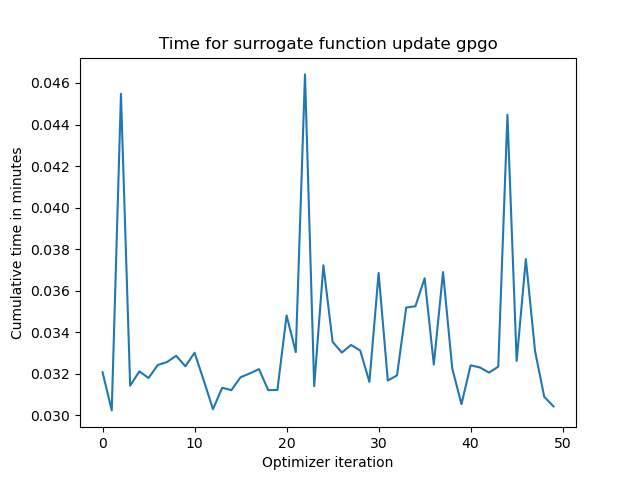 Time for surrogate function update gpgo
Cumulative time in minutes
0.046
0.044
0.042
0.040
0.038
0.036
0.034
0.032
0.030
0 10 20 30 40 50
Optimizer iteration